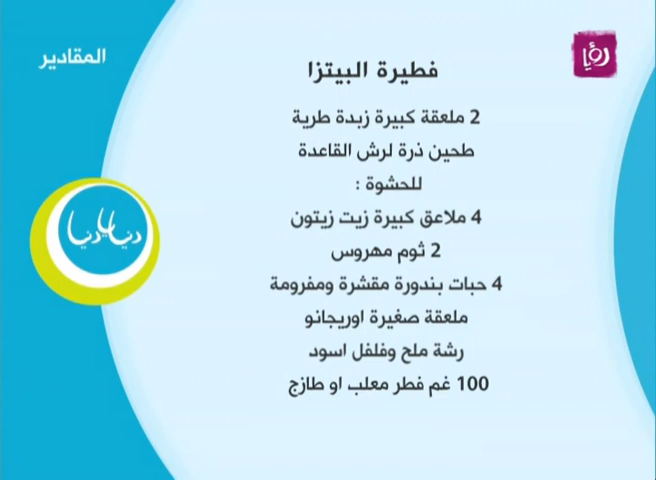 المقادير
رؤيا
فطيرة البيتزا
2 ملعقة كبيرة زبدة طرية
طحين ذرة لرش القاعدة
للحشوة :
4 ملاعق كبيرة زيت زيتون
2 ثوم مهروس
4 حبات بندورة مقشرة ومفرومة
ملعقة صغيرة اوريجانو
رشة ملح وفلفل اسود
100 غم فطر معلب او طازج
دنيا يا دنيا